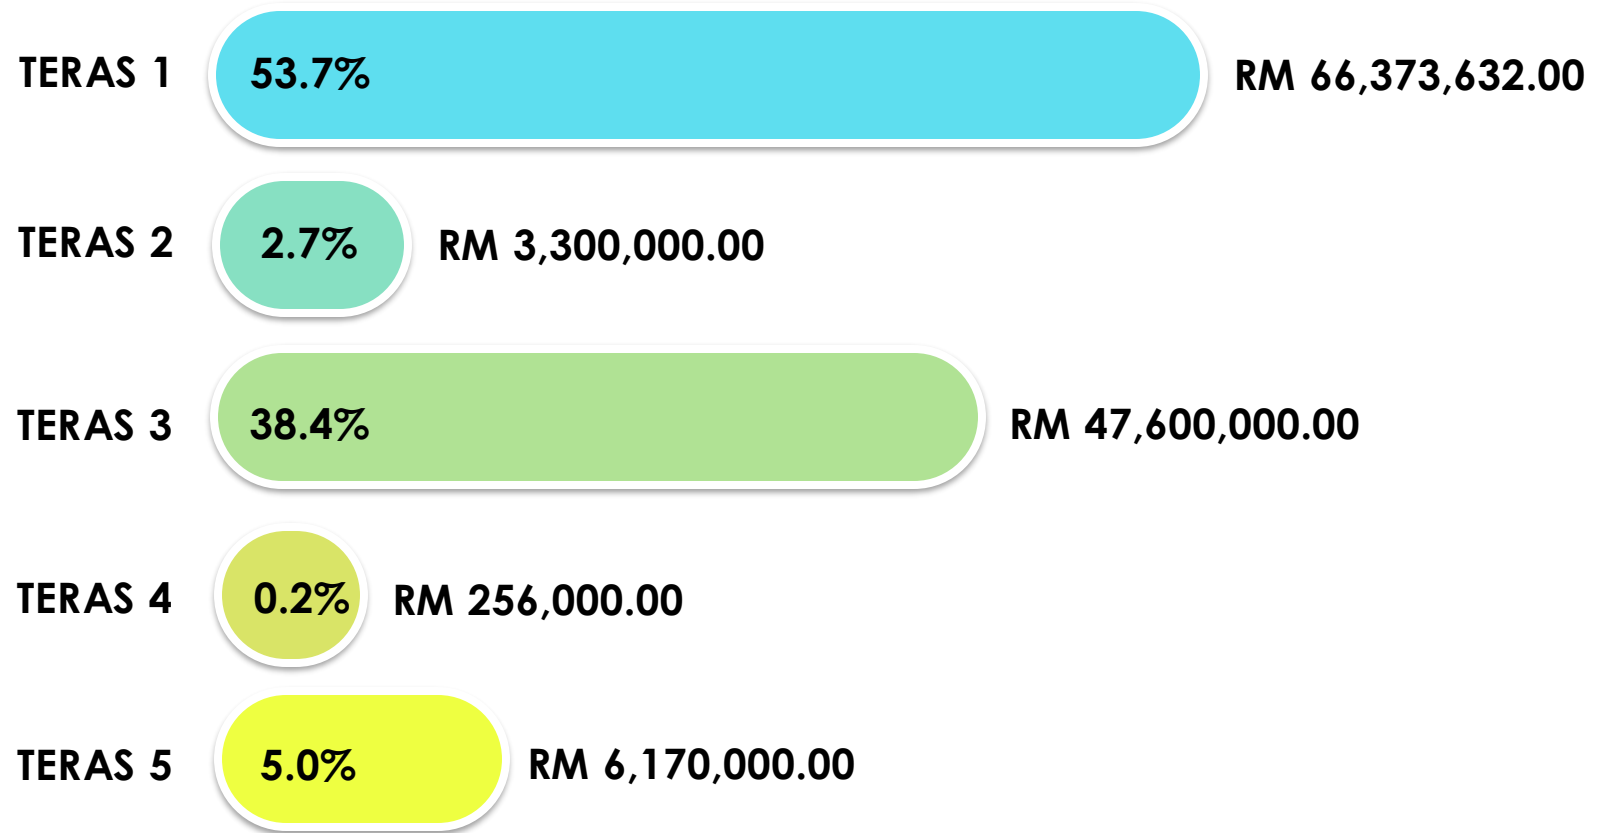 TERAS 1 53.7% RM 66,373,632.00
TERAS 2 2.7% RM 3,300,000.00
TERAS 3 38.4% RM 47,600,000.00
TERAS 4 0.2% RM 256,000.00
TERAS 5 5.0% RM 6,170,000.00